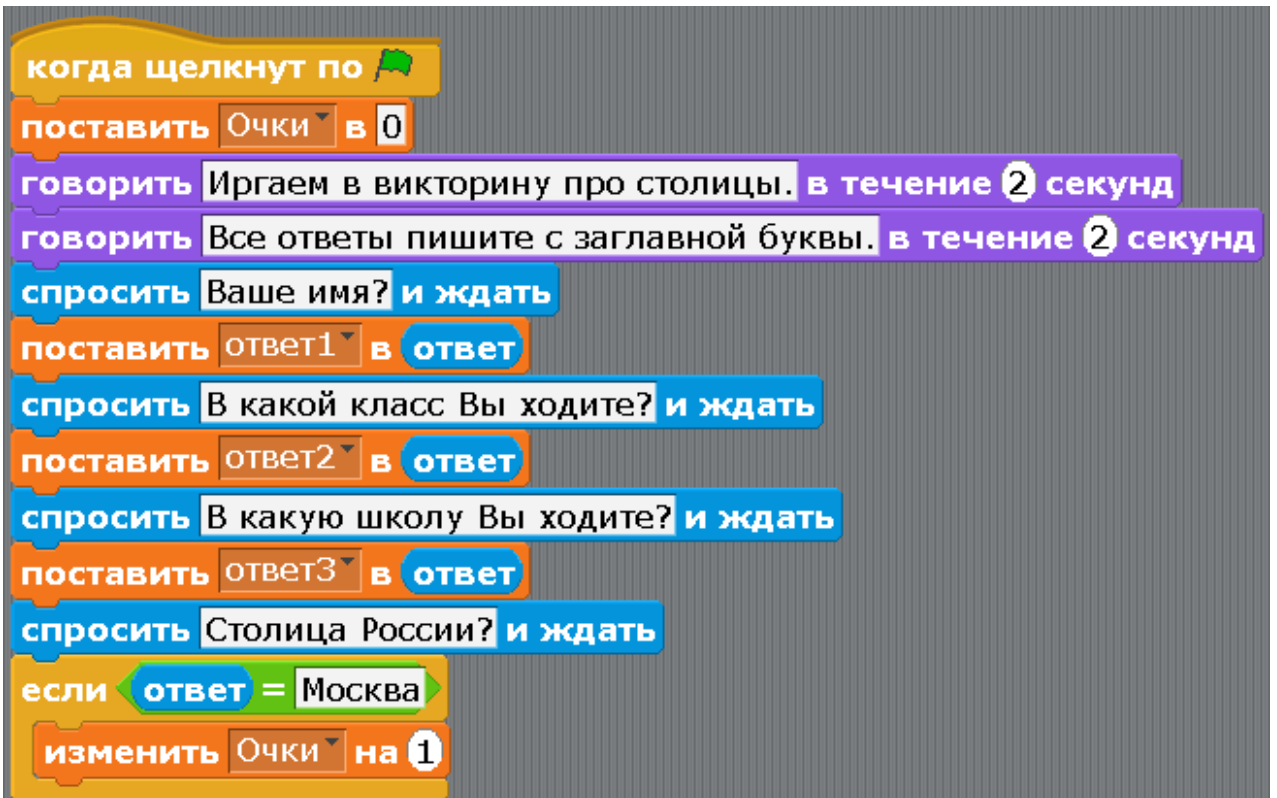 когда щелкнут по
поставить Очки в 0
говорить Иргаем в викторину про столицы. в течение 2 секунд
говорить Все ответы пишите с заглавной буквы. в течение 2 секунд
спросить Ваше имя? и ждать
поставить ответ1 в ответ
спросить В какой класс Вы ходите? и ждать
поставить ответ2 в ответ
спросить В какую школу Вы ходите? и ждать
поставить ответ3 в ответ
спросить Столица России? и ждать
если ответ = Москва
изменить Очки на 1